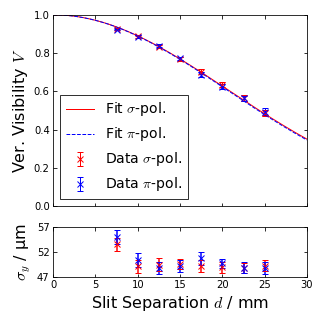 1.0
0.8
0.6
0.4
0.2
0.0
Ver. Visibility V
Fit σ-pol.
Fit π-pol.
Data σ-pol.
Data π-pol.
57
52
47
σy / μm
0 5 10 15 20 25 30
Slit Separation d / mm